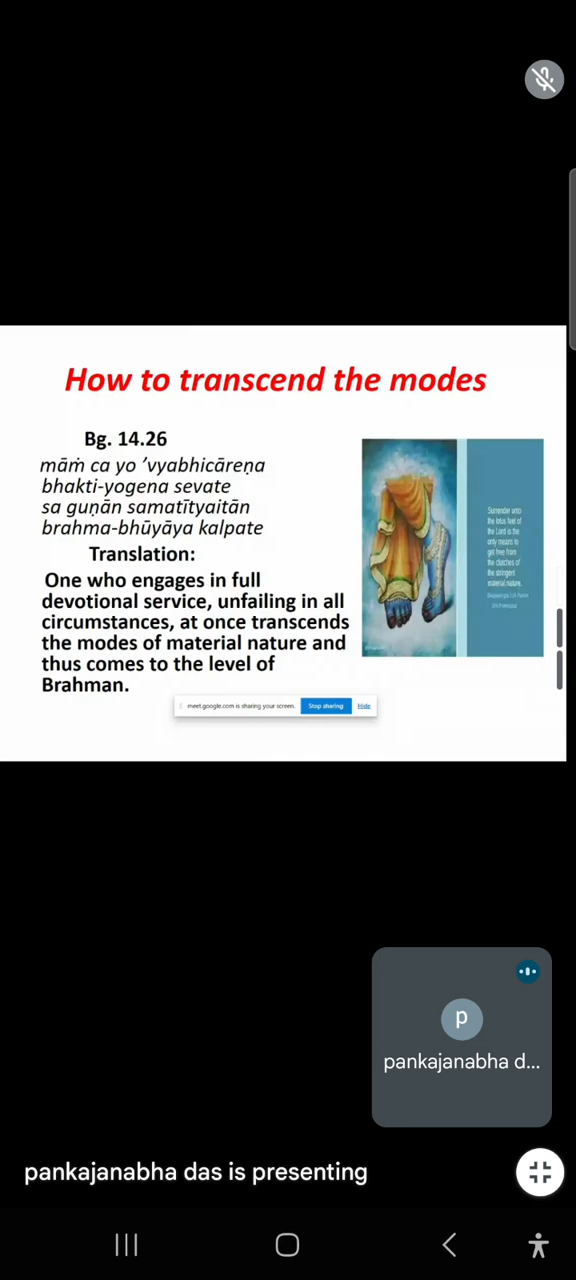 How to transcend the modes
Bg. 14.26
māṁ ca yo ’vyabhicāreṇa
bhakti-yogena sevate
sa guṇān samatītyaitān
brahma-bhūyāya kalpate
Translation:
One who engages in full
devotional service, unfailing in all
circumstances, at once transcends
the modes of material nature and
thus comes to the level of
Brahman.
Surrender unto
the lotus feet of
the Lord is the
only means to
get free from
the clutches of
the stringent
material nature.
meet.google.com is sharing your screen.
Stop sharing
Hide
p
pankajanabha d...
pankajanabha das is presenting